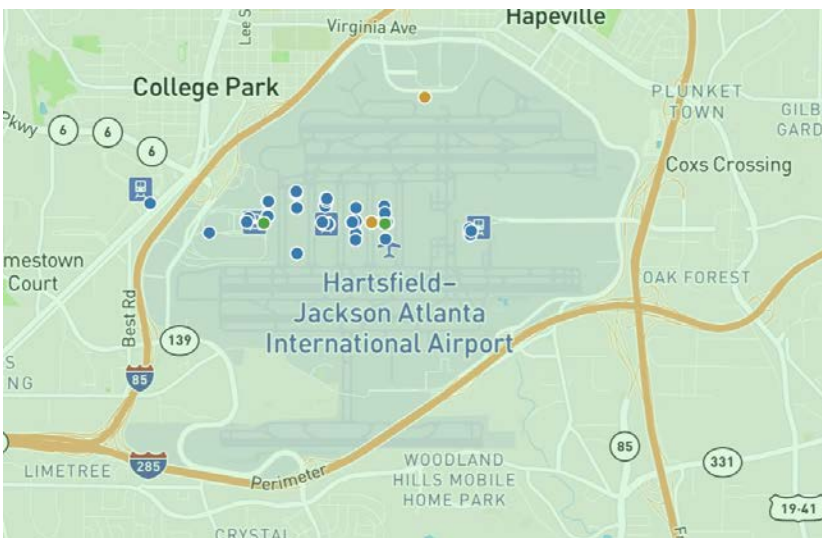 Hapeville
Virginia Ave
Lee S
College Park
PLUNKET
TOWN
GILB
GARD
Pkwy
6
6
6
Coxs Crossing
mestown
Court
Hartsfield–
Jackson Atlanta
International Airport
OAK FOREST
Best Rd
139
S
NG
85
85
331
LIMETREE
285
Perimeter
WOODLAND
HILLS MOBILE
HOME PARK
19-41
CRYSTAL